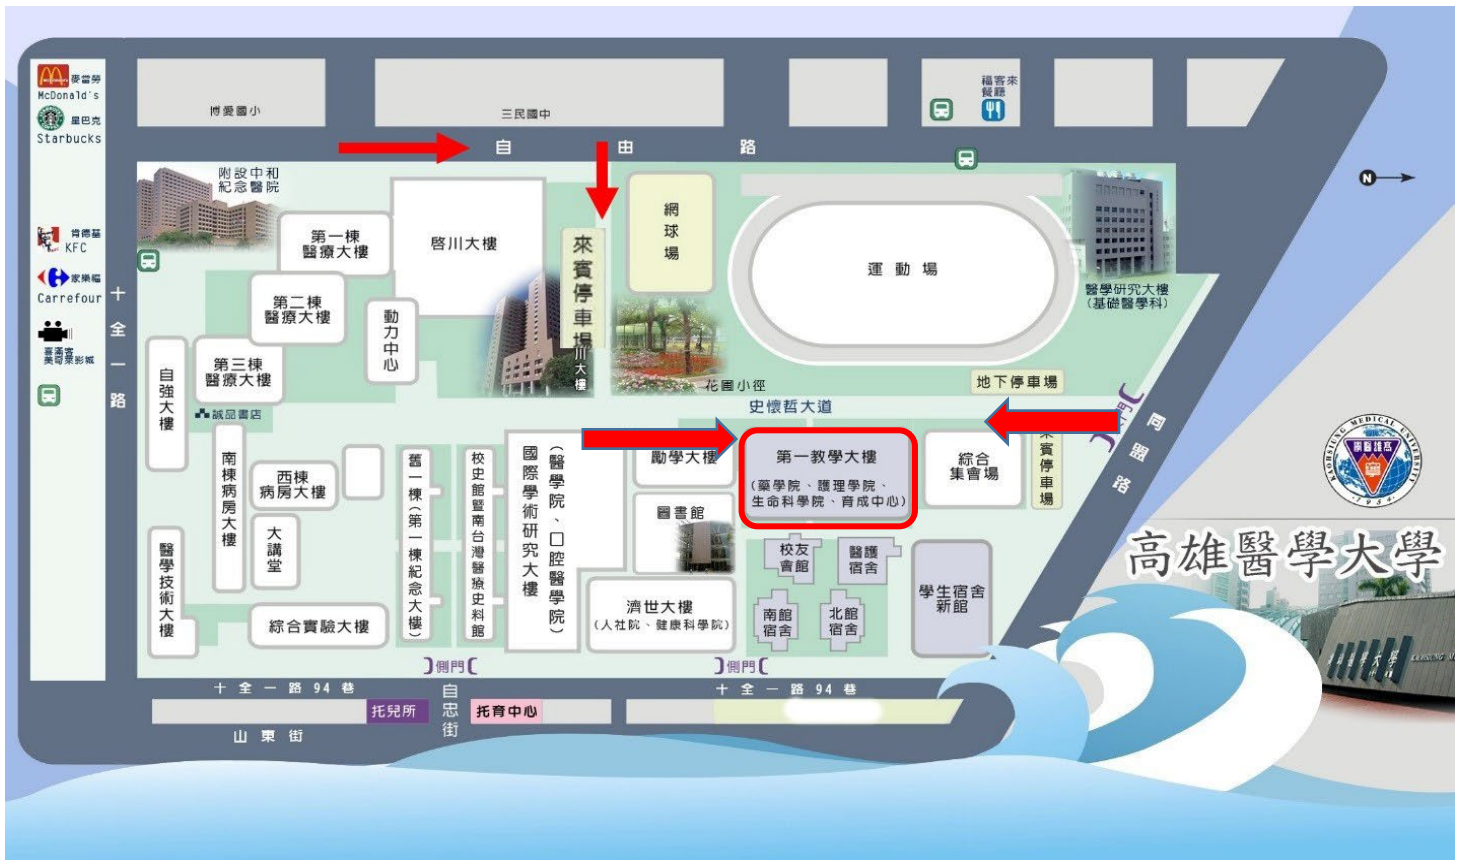 麥當勞
McDonald's
星巴克
Starbucks
肯德基
KFC
家樂福
Carrefour
喜滿客
美奇萊影城
十全一路
博愛國小
三民國中
福客來
餐廳
自由路
附設中和
紀念醫院
第一棟
醫療大樓
啓川大樓
來賓停車場
川大樓
網球場
運動場
醫學研究大樓
(基礎醫學科)
N
第二棟
醫療大樓
動力中心
第三棟
醫療大樓
自強大樓
誠品書店
花園小徑
地下停車場
史懷哲大道
門
同盟路
南棟病房大樓
西棟
病房大樓
大講堂
舊一棟(第一棟紀念大樓)
校史館暨南台灣醫療史料館
國際學術研究大樓
(醫學院、口腔醫學院)
勵學大樓
第一教學大樓
(藥學院、護理學院、
生命科學院、育成中心)
綜合
集會場
來賓停車場
圖書館
醫學技術大樓
綜合實驗大樓
濟世大樓
(人社院、健康科學院)
校友
會館
醫護
宿舍
南館
宿舍
北館
宿舍
學生宿舍
新館
側門
側門
十全一路94巷
十全一路94巷
托兒所
自忠街
托育中心
山東街
KAOHSIUNG MEDICAL UNIVERSITY
1954
高雄醫學大學